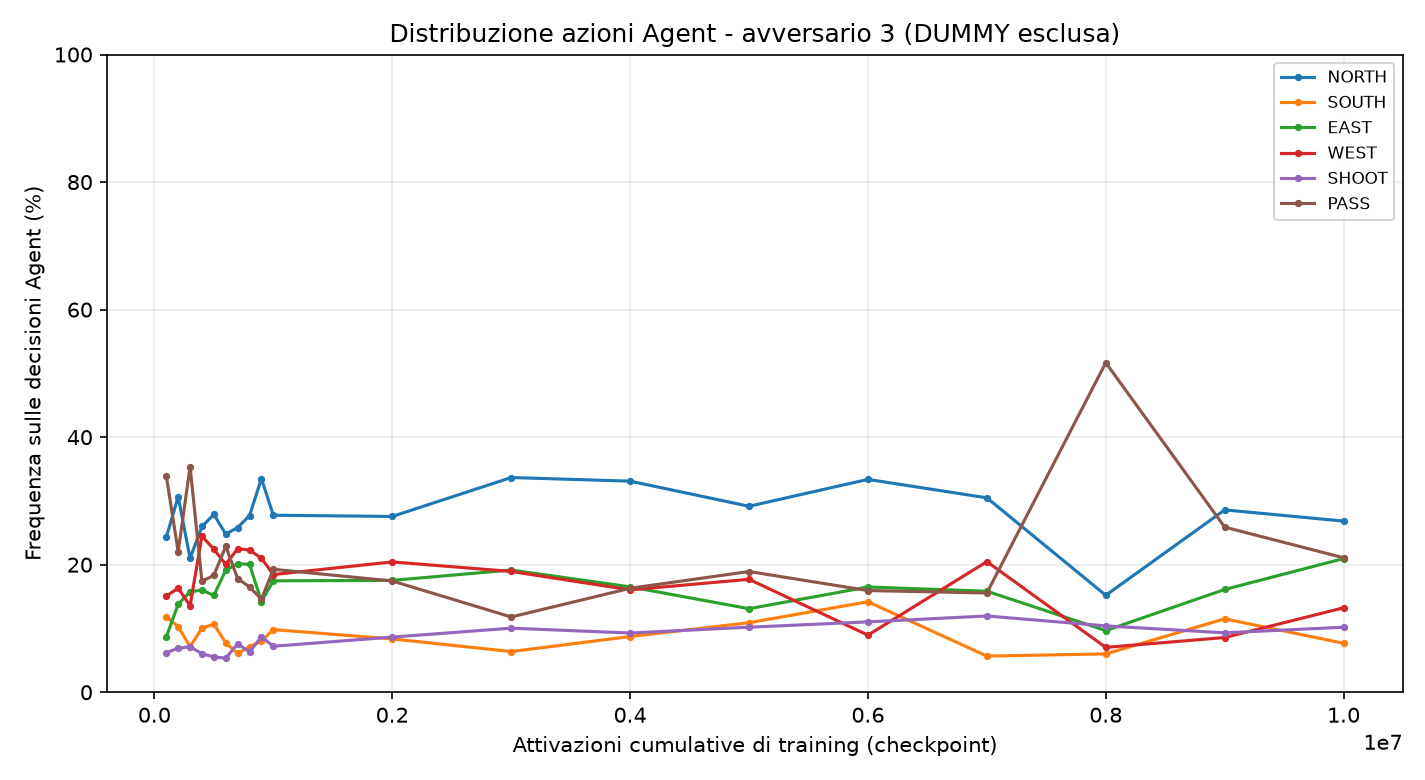 Distribuzione azioni Agent - avversario 3 (DUMMY esclusa)
100
80
60
40
20
0
Frequenza sulle decisioni Agent (%)
NORTH
SOUTH
EAST
WEST
SHOOT
PASS
0.0 0.2 0.4 0.6 0.8 1.0
1e7
Attivazioni cumulative di training (checkpoint)